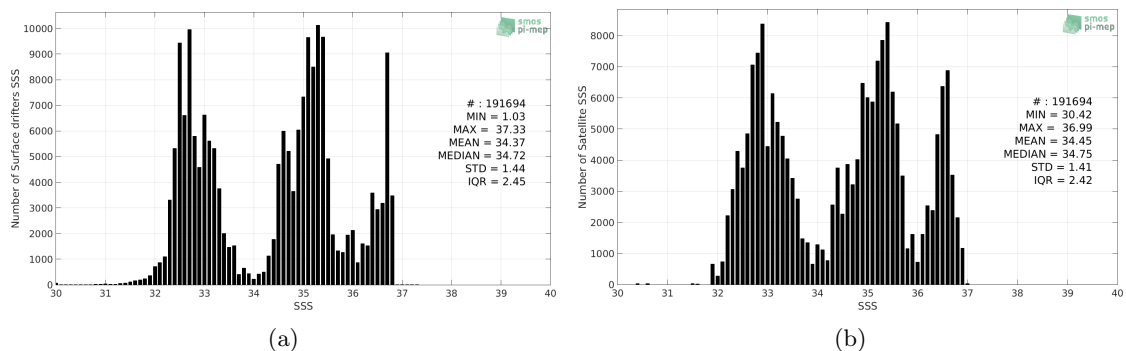 10000
9000
8000
7000
6000
5000
4000
3000
2000
1000
0
Number of Surface drifters SSS
smos
pi-mep
# : 191694
MIN = 1.03
MAX = 37.33
MEAN = 34.37
MEDIAN = 34.72
STD = 1.44
IQR = 2.45
30 31 32 33 34 35 36 37 38 39 40
SSS
(a)
8000
7000
6000
5000
4000
3000
2000
1000
0
Number of Satellite SSS
smos
pi-mep
# : 191694
MIN = 30.42
MAX = 36.99
MEAN = 34.45
MEDIAN = 34.75
STD = 1.41
IQR = 2.42
30 31 32 33 34 35 36 37 38 39 40
SSS
(b)